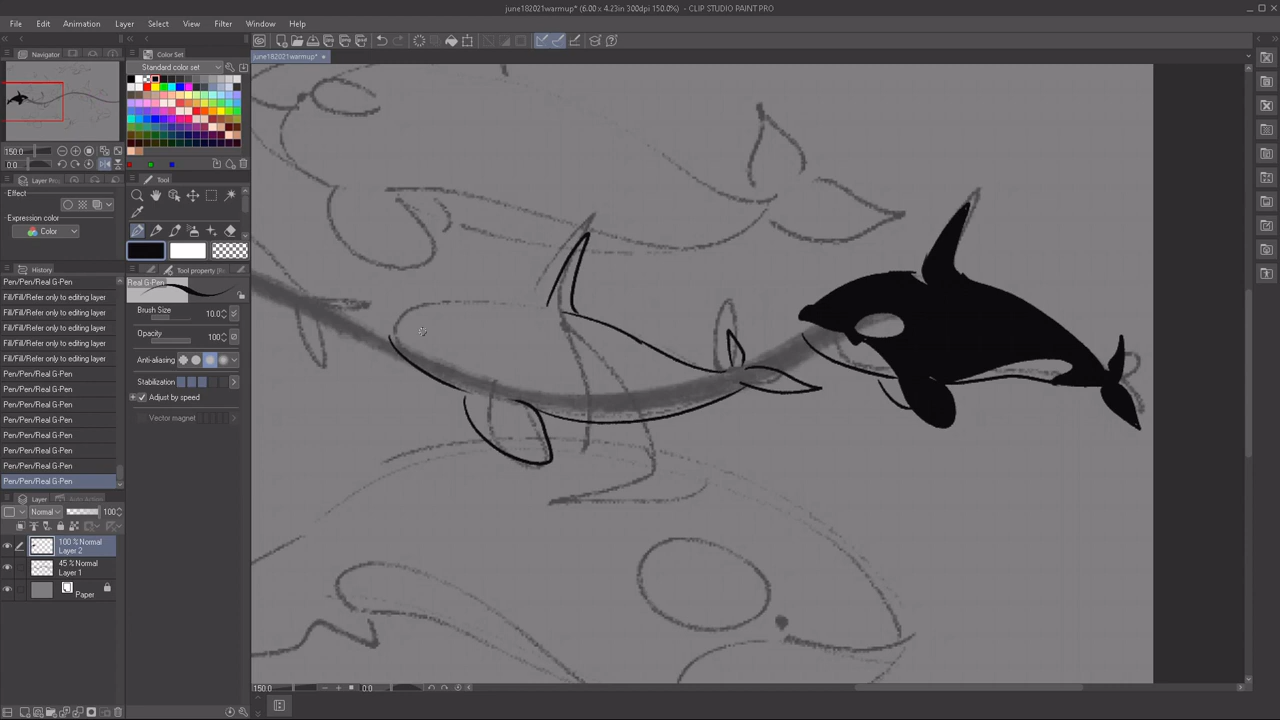 june182021warmup* (6.00 x 4.23in 300dpi 150.0%) - CLIP STUDIO PAINT PRO
File Edit Animation Layer Select View Filter Window Help
Navigator
Color Set
june182021warmup*
Standard color set
150.0
0.0
Layer Pro
Tool
Effect
Expression color
Color
History
Tool property (Re
Pen/Pen/Real G-Pen
Real G-Pen
Fill/Fill/Refer only to editing layer
Fill/Fill/Refer only to editing layer
Brush Size 10.0
Fill/Fill/Refer only to editing layer
Fill/Fill/Refer only to editing layer
Opacity 100
Fill/Fill/Refer only to editing layer
Anti-aliasing
Pen/Pen/Real G-Pen
Stabilization
Pen/Pen/Real G-Pen
Adjust by speed
Pen/Pen/Real G-Pen
Vector magnet
Pen/Pen/Real G-Pen
Pen/Pen/Real G-Pen
Pen/Pen/Real G-Pen
Pen/Pen/Real G-Pen
Pen/Pen/Real G-Pen
Layer Auto Action
Normal 100
100 % Normal
Layer 2
45 % Normal
Layer 1
Paper
150.0 0.0